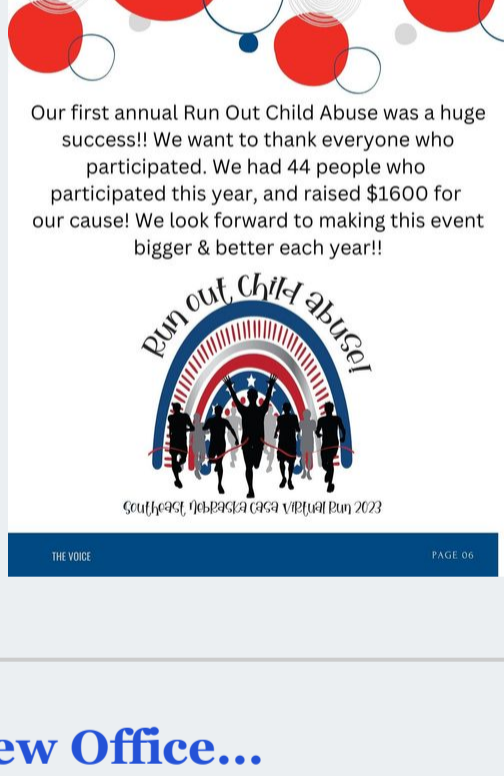 Our first annual Run Out Child Abuse was a huge
success!! We want to thank everyone who
participated. We had 44 people who
participated this year, and raised $1600 for
our cause! We look forward to making this event
bigger & better each year!!
Run out Child abuse!
Southeast Nebraska CASA Virtual Run 2023
THE VOICE
PAGE 06
ew Office...